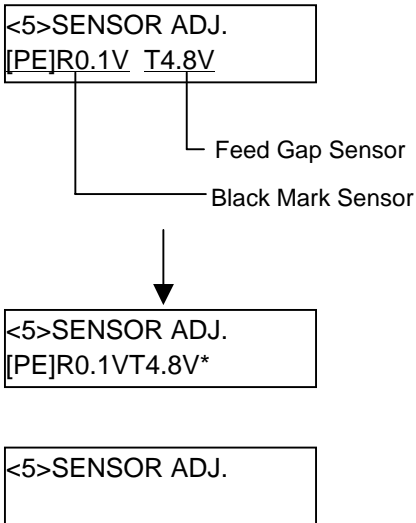 <5>SENSOR ADJ.
[PE]R0.1V T4.8V
Feed Gap Sensor
Black Mark Sensor
<5>SENSOR ADJ.
[PE]R0.1VT4.8V*
<5>SENSOR ADJ.